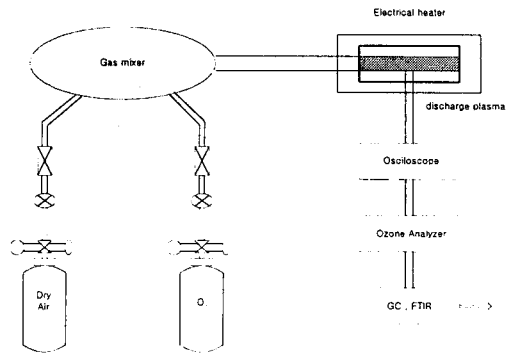 Electrical heater
Gas mixer
discharge plasma
Osciloscope
Ozone Analyzer
Dry
Air
O
GC , FTIR